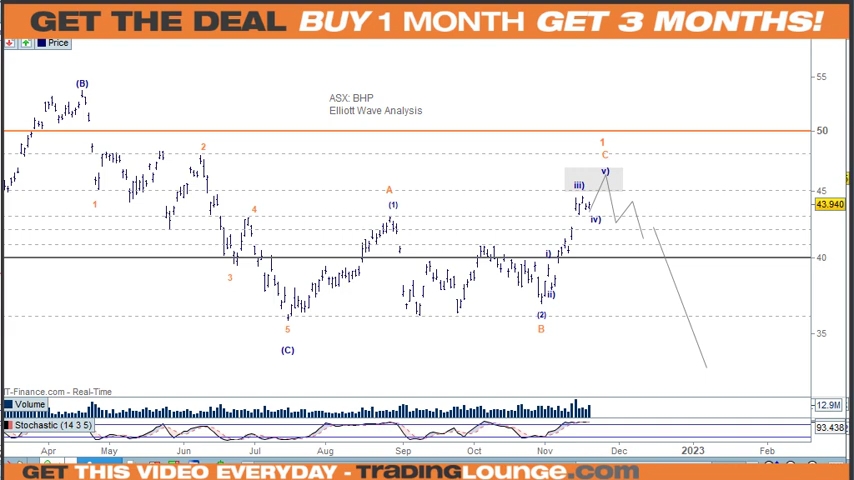 GET THE DEAL BUY 1 MONTH GET 3 MONTHS!
Price
(B)
ASX: BHP
Elliott Wave Analysis
55
50
45
43.940
40
35
1
2
3
4
5
(C)
A
(1)
(2)
B
i)
ii)
iii)
iv)
v)
1
C
IT-Finance.com - Real-Time
Volume
12.9M
Stochastic (14 3 5)
93.438
Apr May Jun Jul Aug Sep Oct Nov Dec 2023 Feb
GET THIS VIDEO EVERYDAY - TradingLounge.com